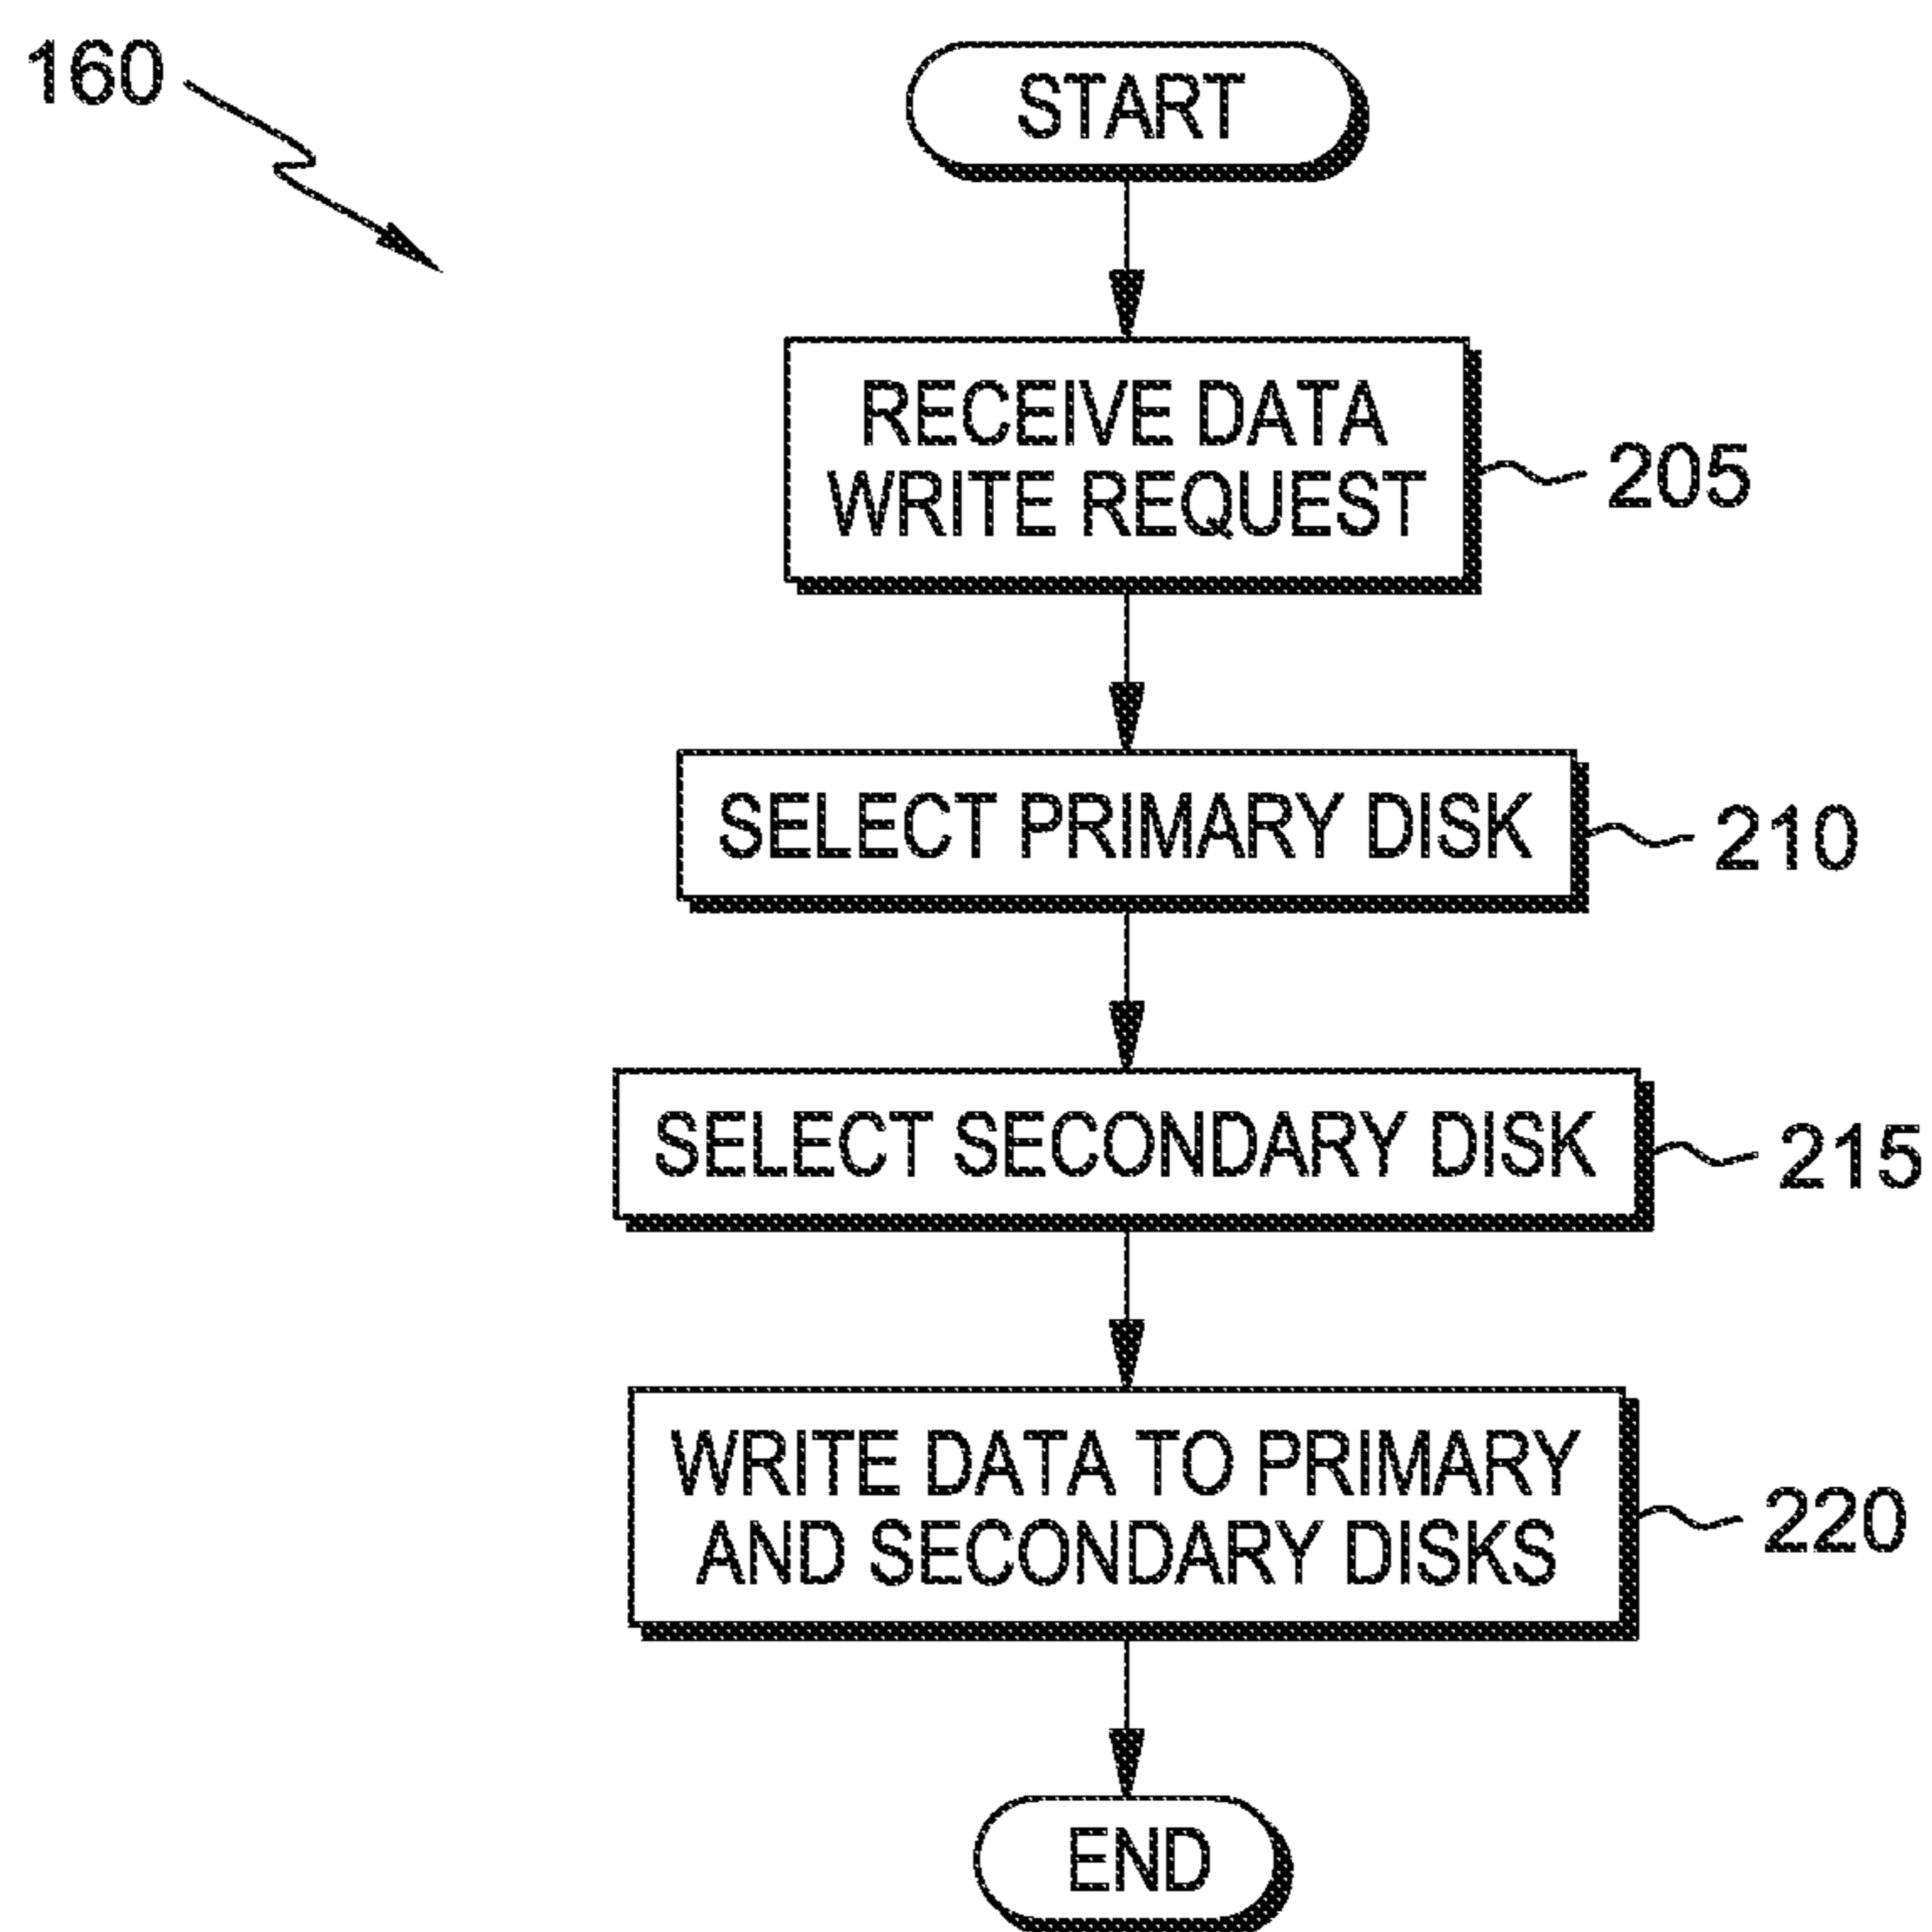 160
START
RECEIVE DATA
WRITE REQUEST
205
SELECT PRIMARY DISK
210
SELECT SECONDARY DISK
215
WRITE DATA TO PRIMARY
AND SECONDARY DISKS
220
END